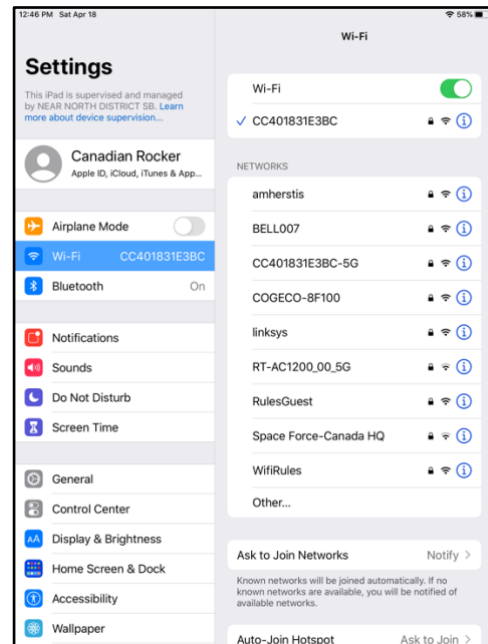 12:46 PM Sat Apr 18
58%
Settings
This iPad is supervised and managed
by NEAR NORTH DISTRICT SB. Learn
more about device supervision...
Canadian Rocker
Apple ID, iCloud, iTunes & App...
Airplane Mode
Wi-Fi CC401831E3BC
Bluetooth On
Notifications
Sounds
Do Not Disturb
Screen Time
General
Control Center
Display & Brightness
Home Screen & Dock
Accessibility
Wallpaper
Wi-Fi
Wi-Fi
CC401831E3BC
NETWORKS
amherstis
BELL007
CC401831E3BC-5G
COGECO-8F100
linksys
RT-AC1200_00_5G
RulesGuest
Space Force-Canada HQ
WifiRules
Other...
Ask to Join Networks Notify
Known networks will be joined automatically. If no
known networks are available, you will be notified of
available networks.
Auto-Join Hotspot Ask to Join